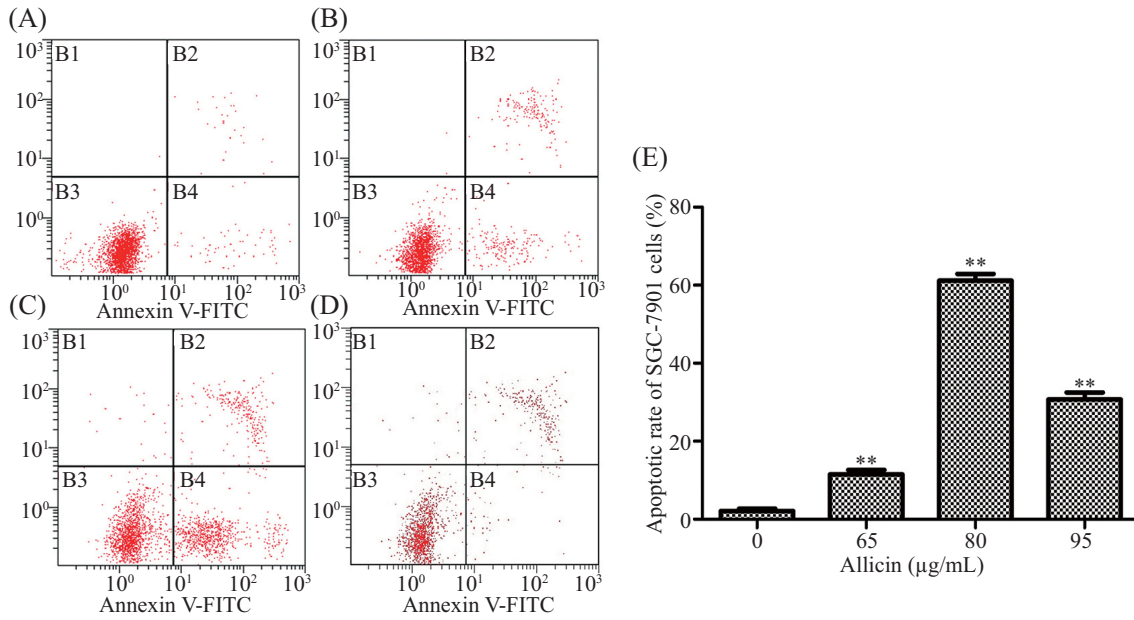 (A)
10³
10²
10¹
10⁰
B1
B2
B3
B4
10⁰
10¹
10²
10³
Annexin V-FITC
(B)
10³
10²
10¹
10⁰
B1
B2
B3
B4
10⁰
10¹
10²
10³
Annexin V-FITC
(C)
10³
10²
10¹
10⁰
B1
B2
B3
B4
10⁰
10¹
10²
10³
Annexin V-FITC
(D)
10³
10²
10¹
10⁰
B1
B2
B3
B4
10⁰
10¹
10²
10³
Annexin V-FITC
(E)
Apoptotic rate of SGC-7901 cells (%)
80
60
40
20
0
**
**
**
0
65
80
95
Allicin (µg/mL)